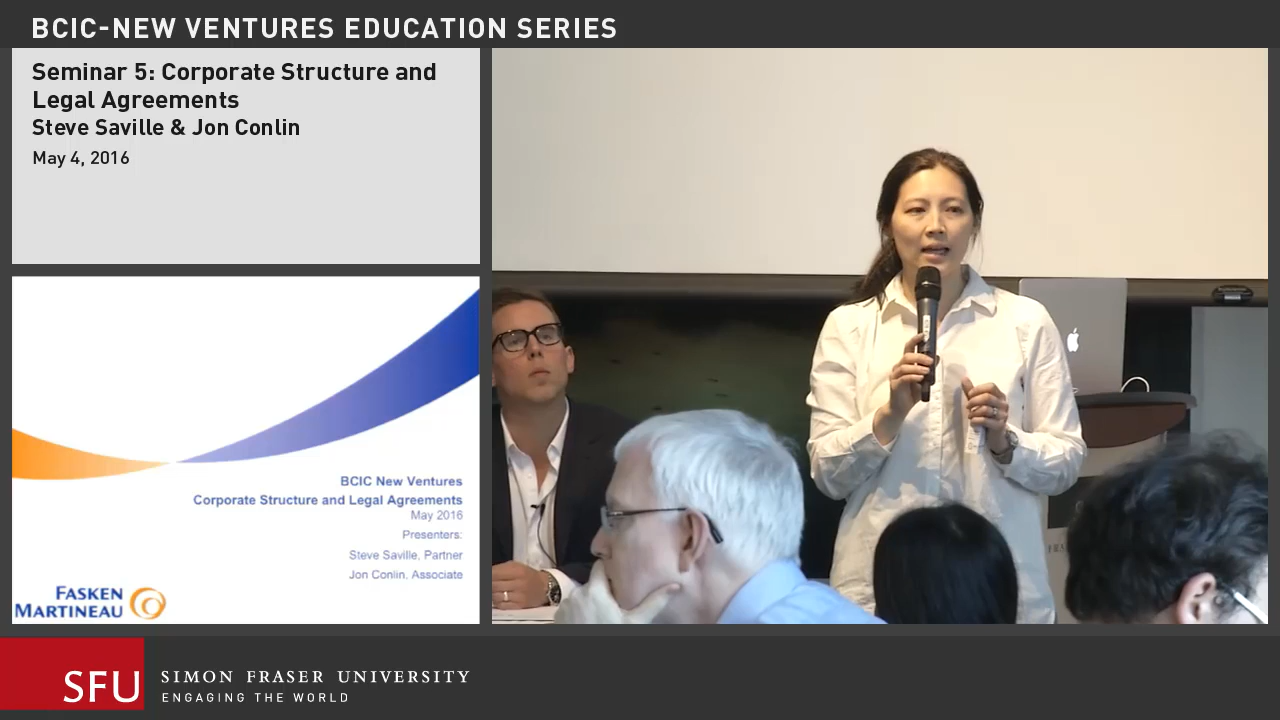 BCIC-NEW VENTURES EDUCATION SERIES
Seminar 5: Corporate Structure and
Legal Agreements
Steve Saville & Jon Conlin
May 4, 2016
BCIC New Ventures
Corporate Structure and Legal Agreements
May 2016
Presenters:
Steve Saville, Partner
Jon Conlin, Associate
FASKEN
MARTINEAU
SFU
SIMON FRASER UNIVERSITY
ENGAGING THE WORLD